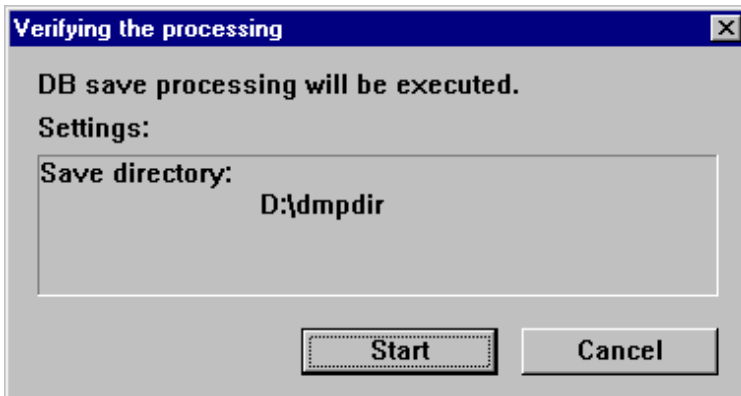 Verifying the processing
DB save processing will be executed.
Settings:
Save directory:
D:\dmpdir
Start
Cancel